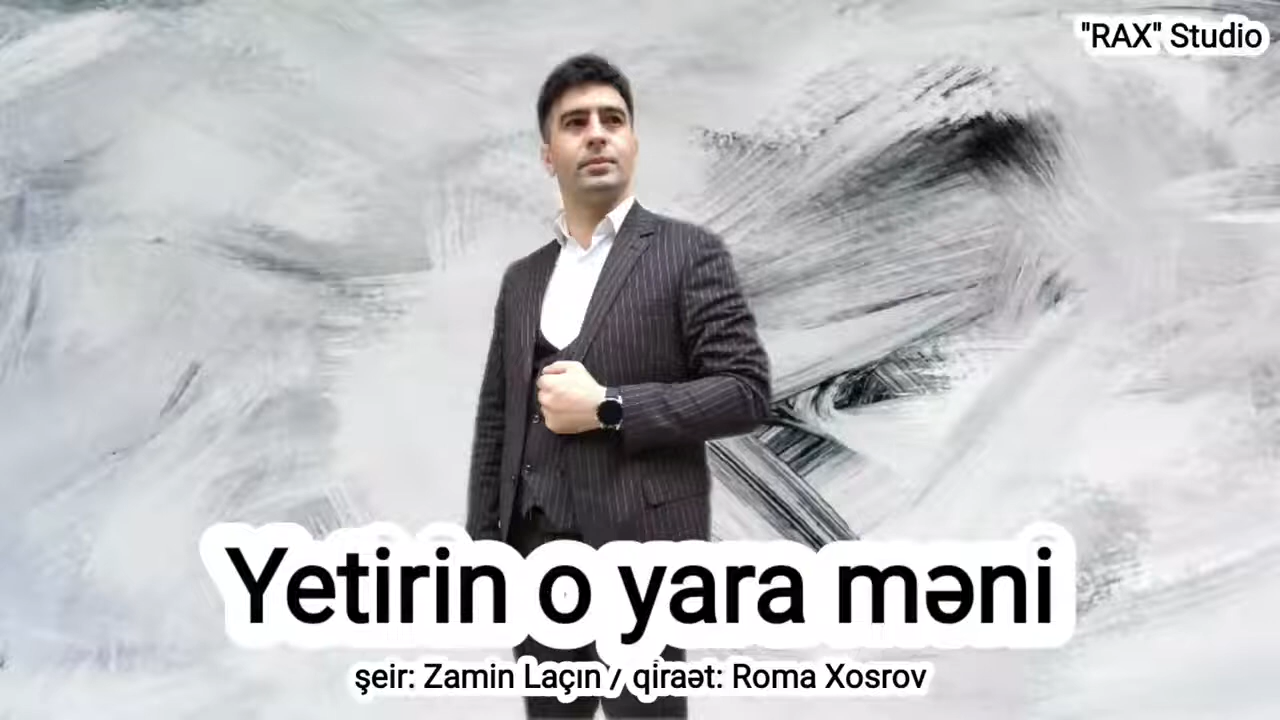 "RAX" Studio
Yetirin o yara məni
şeir: Zamin Laçın / qiraət: Roma Xosrov